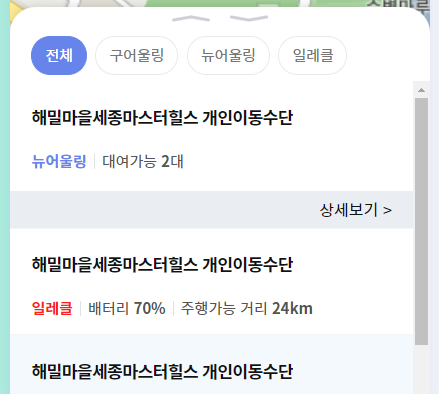 전체 구어울링 뉴어울링 일레클
해밀마을세종마스터힐스 개인이동수단
뉴어울링 대여가능 2대
상세보기 >
해밀마을세종마스터힐스 개인이동수단
일레클 배터리 70% 주행가능 거리 24km
해밀마을세종마스터힐스 개인이동수단